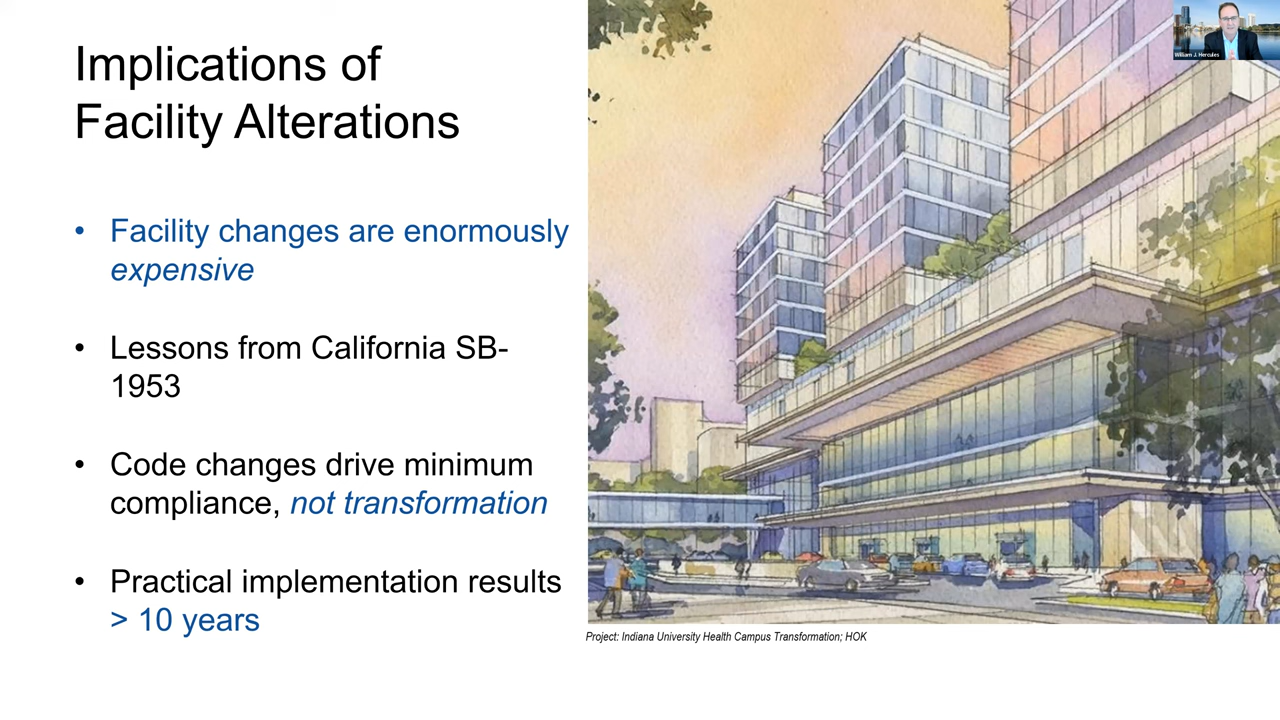 Implications of
Facility Alterations
• Facility changes are enormously
expensive
• Lessons from California SB-
1953
• Code changes drive minimum
compliance, not transformation
• Practical implementation results
> 10 years
Project: Indiana University Health Campus Transformation; HOK
William J. Hercules